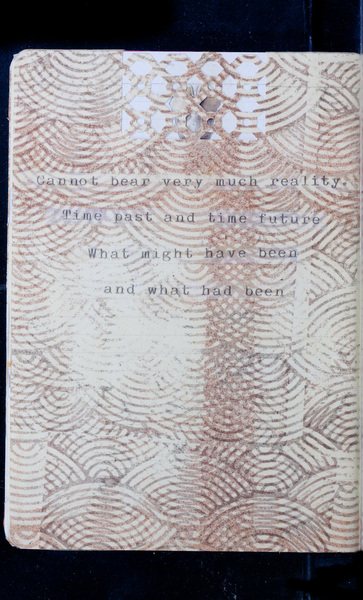 Cannot bear very much reality.
Time past and time future
What might have been
and what had been